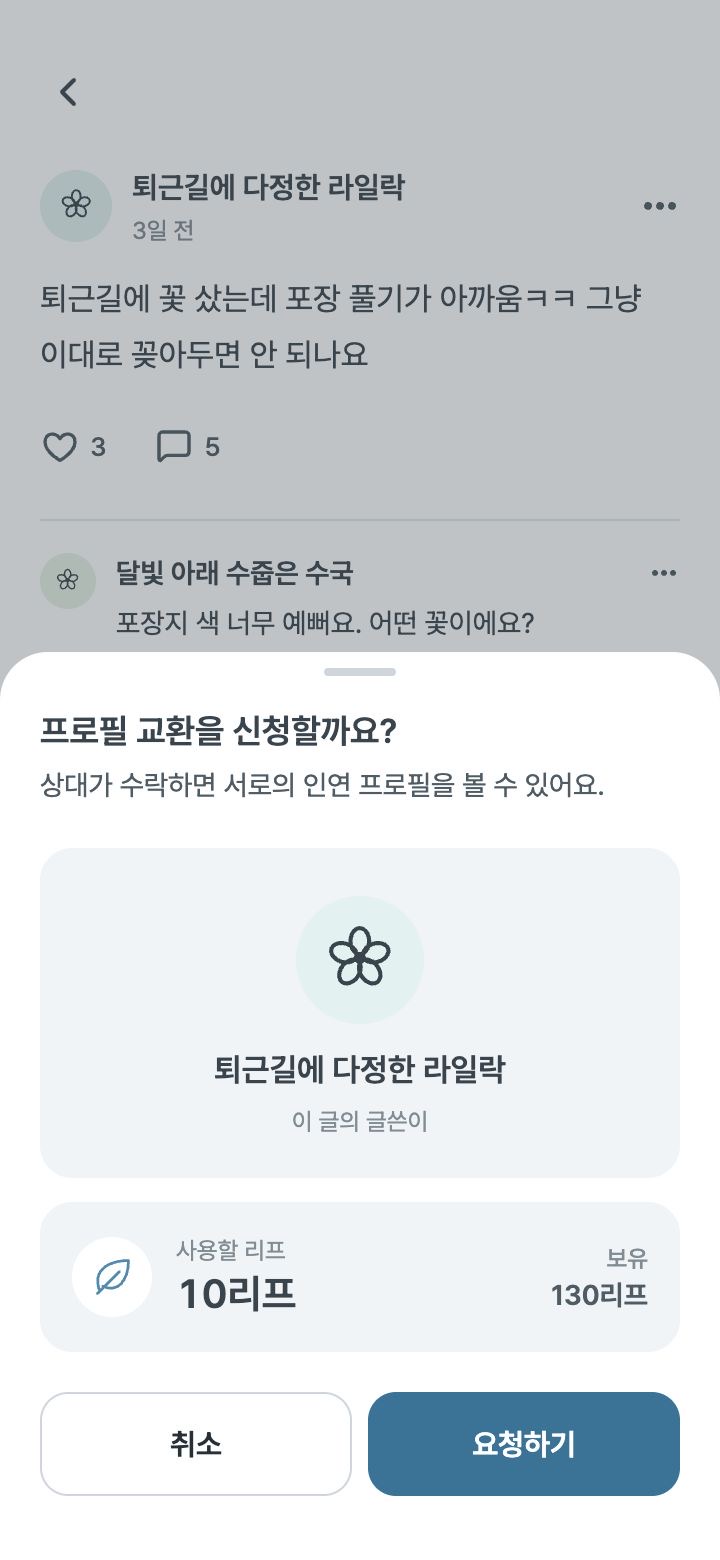 퇴근길에 다정한 라일락
3일 전
퇴근길에 꽃 샀는데 포장 풀기가 아까움ㅋㅋ 그냥
이대로 꽂아두면 안 되나요
3 5
달빛 아래 수줍은 수국
포장지 색 너무 예뻐요. 어떤 꽃이에요?
프로필 교환을 신청할까요?
상대가 수락하면 서로의 인연 프로필을 볼 수 있어요.
퇴근길에 다정한 라일락
이 글의 글쓴이
사용할 리프
10리프
보유
130리프
취소
요청하기